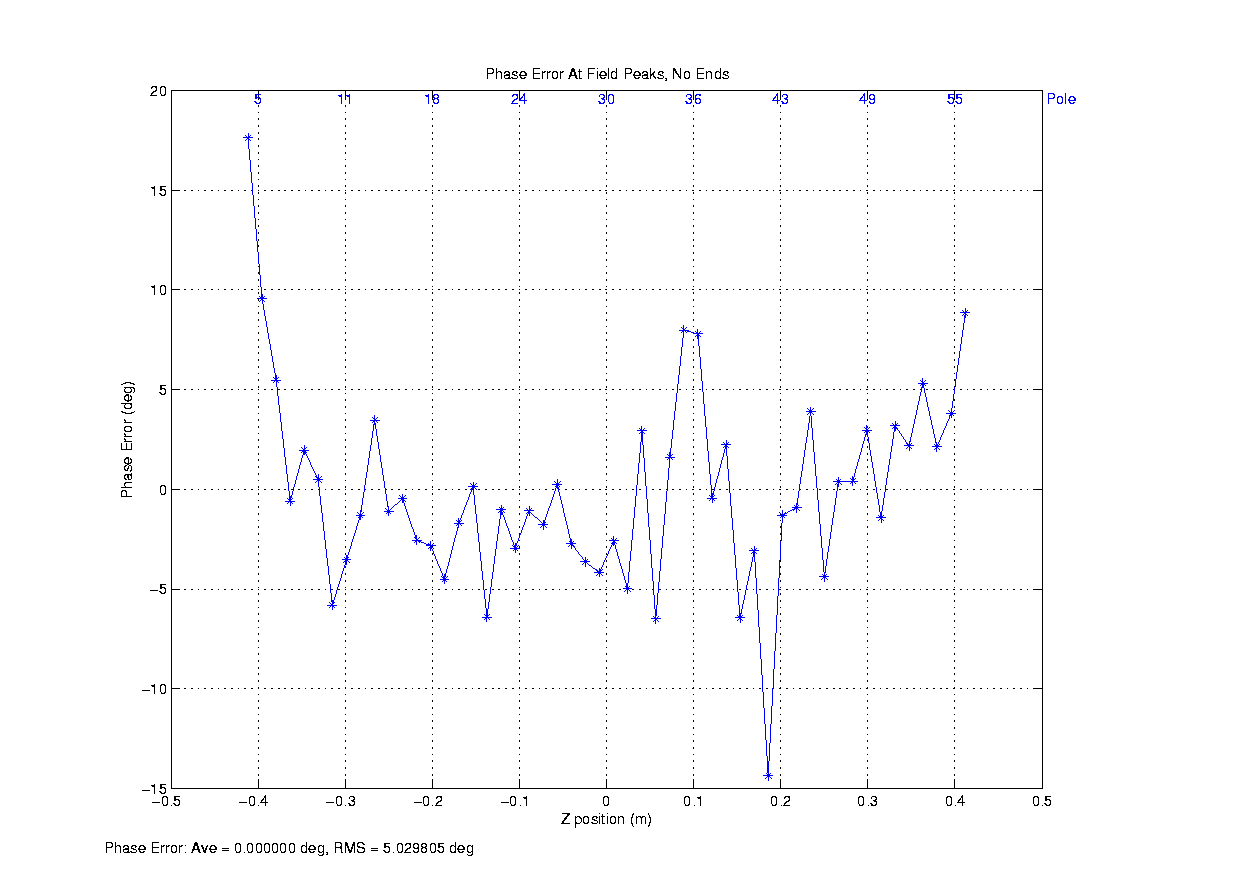 Phase Error At Field Peaks, No Ends
5 11 18 24 30 36 43 49 55 Pole
20
15
10
5
0
−5
−10
−15
Phase Error (deg)
−0.5 −0.4 −0.3 −0.2 −0.1 0 0.1 0.2 0.3 0.4 0.5
Z position (m)
Phase Error: Ave = 0.000000 deg, RMS = 5.029805 deg